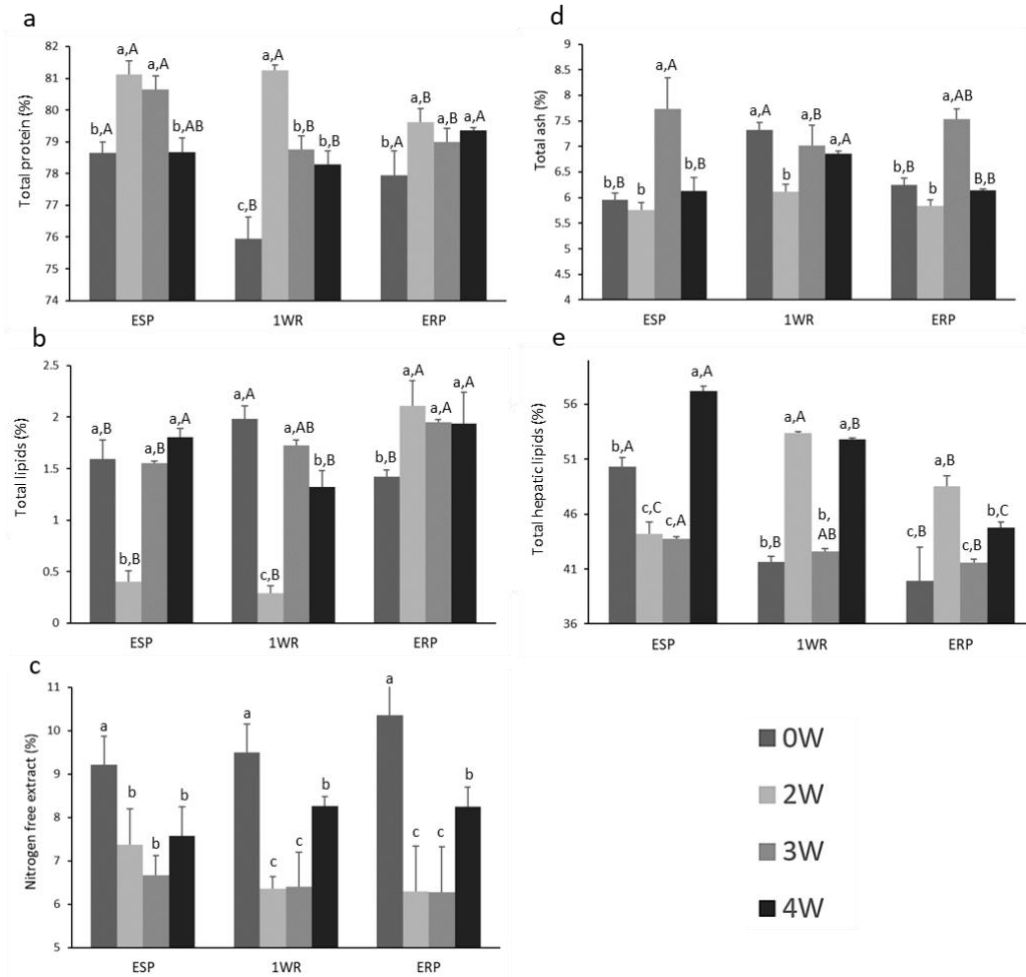 a
Total protein (%)
82
81
80
79
78
77
76
75
74
b,A
a,A
a,A
b,AB
c,B
a,A
b,B
b,B
b,A
a,B
a,B
a,A
ESP
1WR
ERP
b
Total lipids (%)
2.5
2
1.5
1
0.5
0
a,B
b,B
a,B
a,A
a,A
c,B
a,AB
b,B
b,B
a,A
a,A
a,A
ESP
1WR
ERP
c
Nitrogen free extract (%)
11
10
9
8
7
6
5
a
b
b
b
a
c
c
b
a
c
c
b
ESP
1WR
ERP
d
Total ash (%)
9
8.5
8
7.5
7
6.5
6
5.5
5
4.5
4
b,B
b
a,A
b,B
a,A
b
a,B
a,A
b,B
b
a,AB
B,B
ESP
1WR
ERP
e
Total hepatic lipids (%)
56
51
46
41
36
b,A
c,C
c,A
a,A
b,B
a,A
b,
AB
a,B
c,B
a,B
c,B
b,C
ESP
1WR
ERP
0W
2W
3W
4W